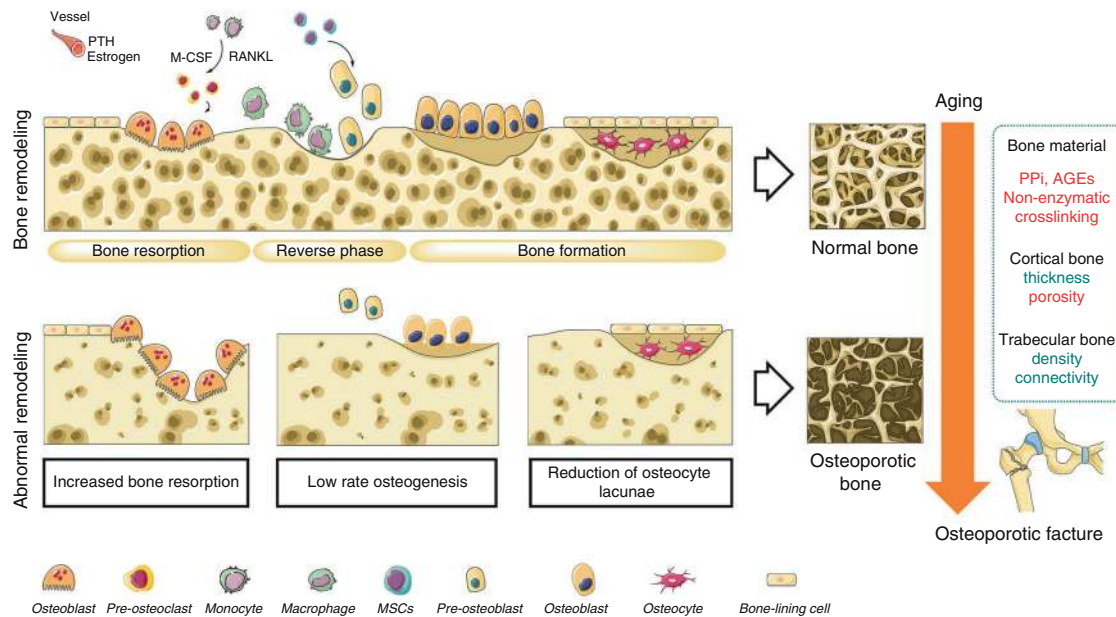 Vessel
PTH
Estrogen
M-CSF
RANKL
Bone remodeling
Bone resorption
Reverse phase
Bone formation
Normal bone
Aging
Bone material
PPi, AGEs
Non-enzymatic
crosslinking
Cortical bone
thickness
porosity
Trabecular bone
density
connectivity
Abnormal remodeling
Increased bone resorption
Low rate osteogenesis
Reduction of osteocyte
lacunae
Osteoporotic
bone
Osteoporotic facture
Osteoblast
Pre-osteoclast
Monocyte
Macrophage
MSCs
Pre-osteoblast
Osteoblast
Osteocyte
Bone-lining cell